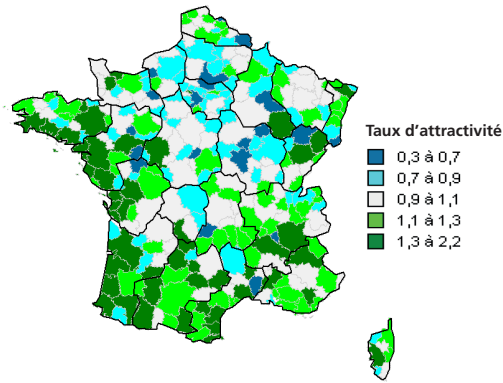 Taux d'attractivité
0,3 à 0,7
0,7 à 0,9
0,9 à 1,1
1,1 à 1,3
1,3 à 2,2